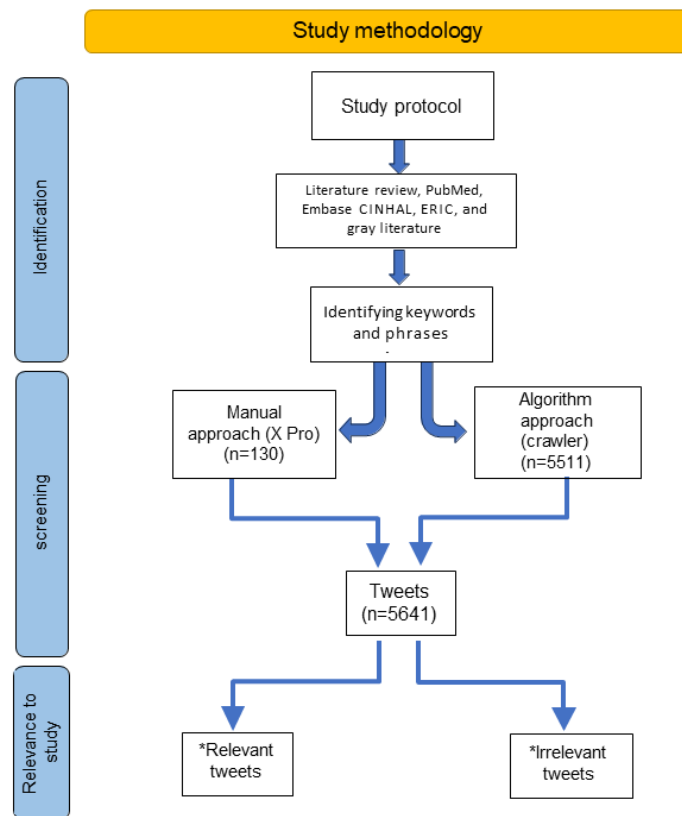 Study methodology
Identification
Study protocol
Literature review, PubMed,
Embase CINHAL, ERIC, and
gray literature
Identifying keywords
and phrases
.
screening
Manual
approach (X Pro)
(n=130)
Algorithm
approach
(crawler)
(n=5511)
Tweets
(n=5641)
Relevance to
study
*Relevant
tweets
*Irrelevant
tweets